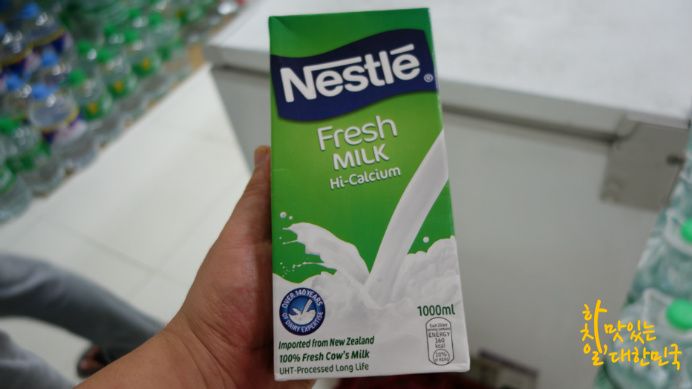 Nestlé
Fresh
MILK
Hi-Calcium
OVER 140 YEARS
OF DAIRY EXPERTISE
1000ml
Imported from New Zealand
100% Fresh Cow's Milk
UHT-Processed Long Life
ENERGY
kcal
맛있는
대한민국